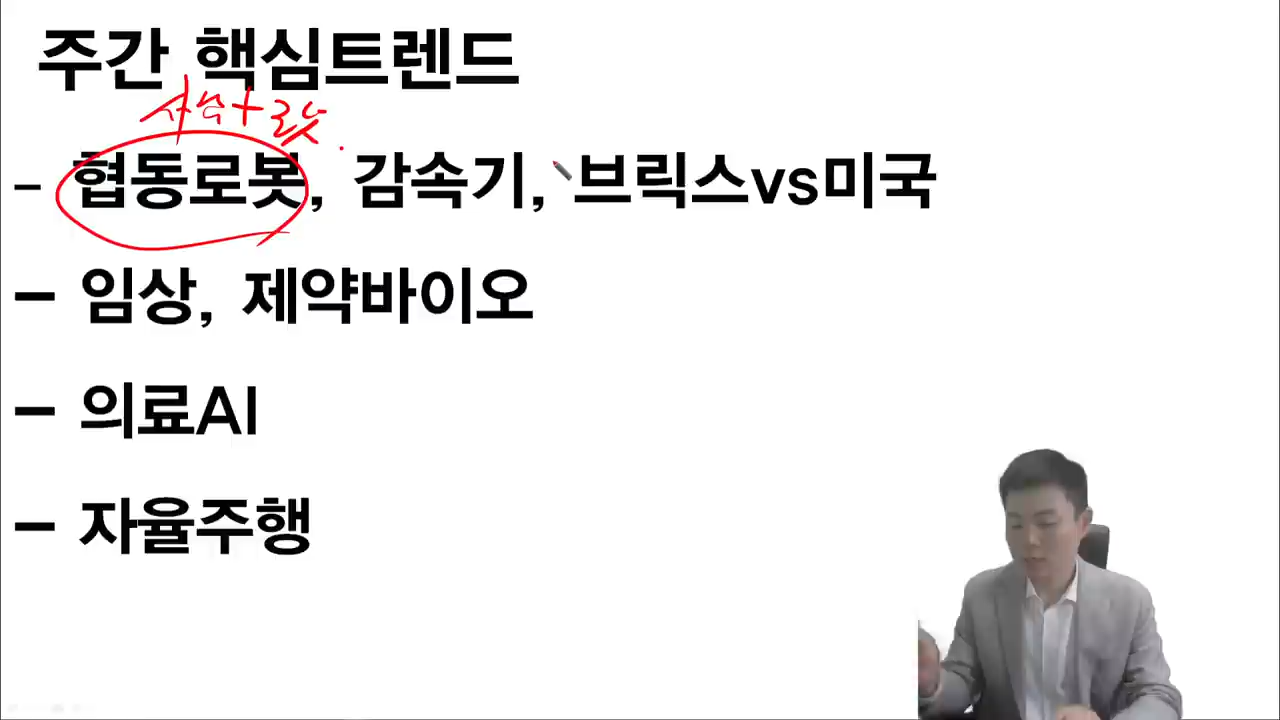 주간 핵심트렌드
- 협동로봇, 감속기, 브릭스vs미국
- 임상, 제약바이오
- 의료AI
- 자율주행